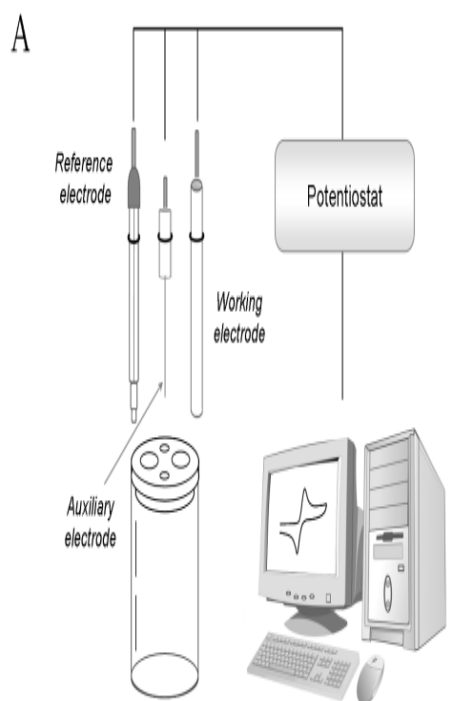 A
Reference
electrode
Potentiostat
Working
electrode
Auxiliary
electrode